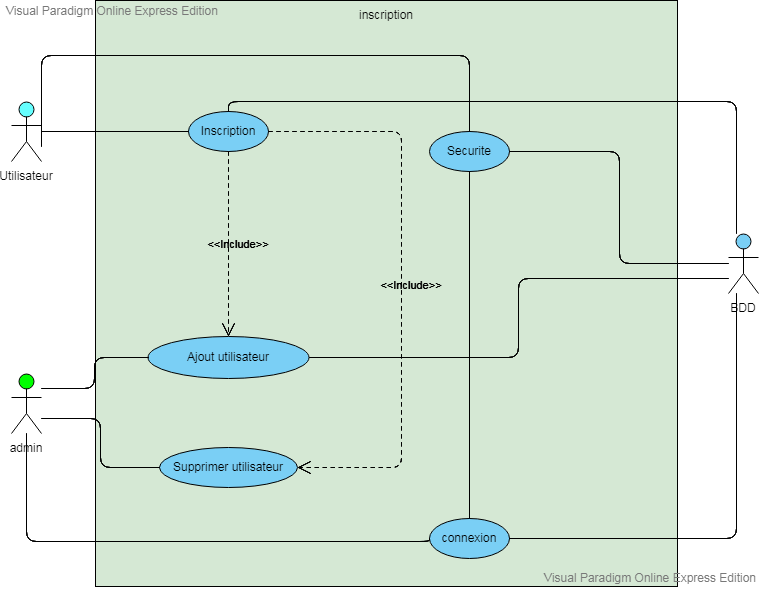 Visual Paradigm Online Express Edition
inscription
Inscription
Securite
Utilisateur
<<Include>>
<<Include>>
BDD
Ajout utilisateur
admin
Supprimer utilisateur
connexion
Visual Paradigm Online Express Edition